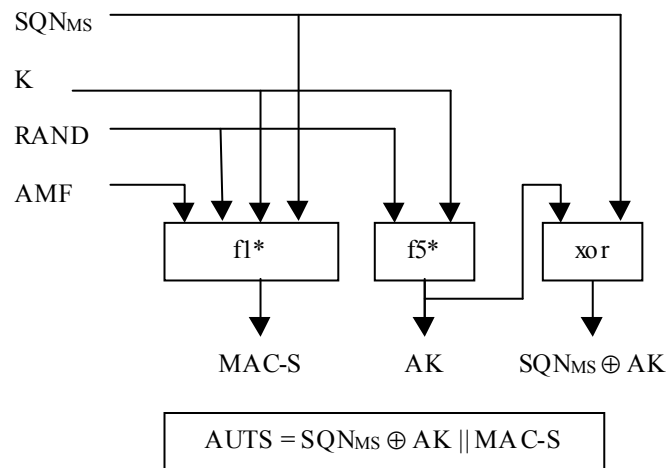 SQNMS
K
RAND
AMF
f1* f5* xor
MAC-S AK SQNMS ⊕ AK
AUTS = SQNMS ⊕ AK || MAC-S